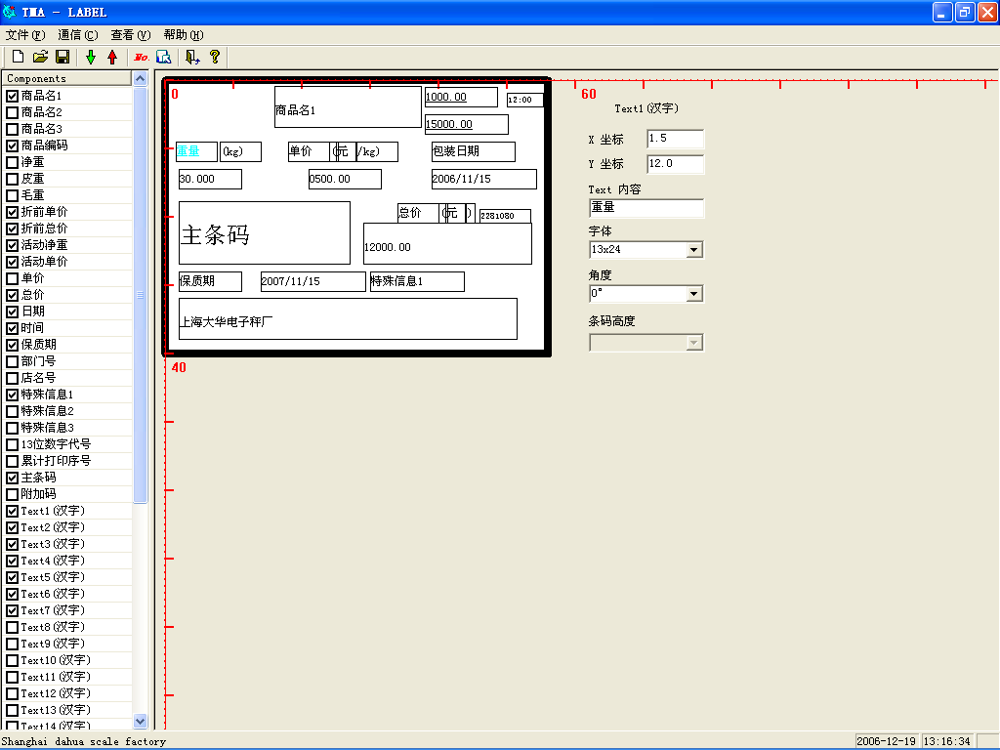 TMA - LABEL
文件(F) 通信(C) 查看(V) 帮助(H)
No.
Components
商品名1
商品名2
商品名3
商品编码
净重
皮重
毛重
折前单价
折前总价
活动净重
活动单价
单价
总价
日期
时间
保质期
部门号
店名号
特殊信息1
特殊信息2
特殊信息3
13位数字代号
累计打印序号
主条码
附加码
Text1(汉字)
Text2(汉字)
Text3(汉字)
Text4(汉字)
Text5(汉字)
Text6(汉字)
Text7(汉字)
Text8(汉字)
Text9(汉字)
Text10(汉字)
Text11(汉字)
Text12(汉字)
Text13(汉字)
Text14(汉字)
0 60
商品名1 1000.00 12:00
15000.00
重量 (kg) 单价 (元 /kg) 包装日期
30.000 0500.00 2006/11/15
总价 (元 ) 2281080
主条码 12000.00
保质期 2007/11/15 特殊信息1
上海大华电子秤厂
40
Text1(汉字)
X 坐标 1.5
Y 坐标 12.0
Text 内容
重量
字体
13x24
角度
0°
条码高度
Shanghai dahua scale factory 2006-12-19 13:16:34